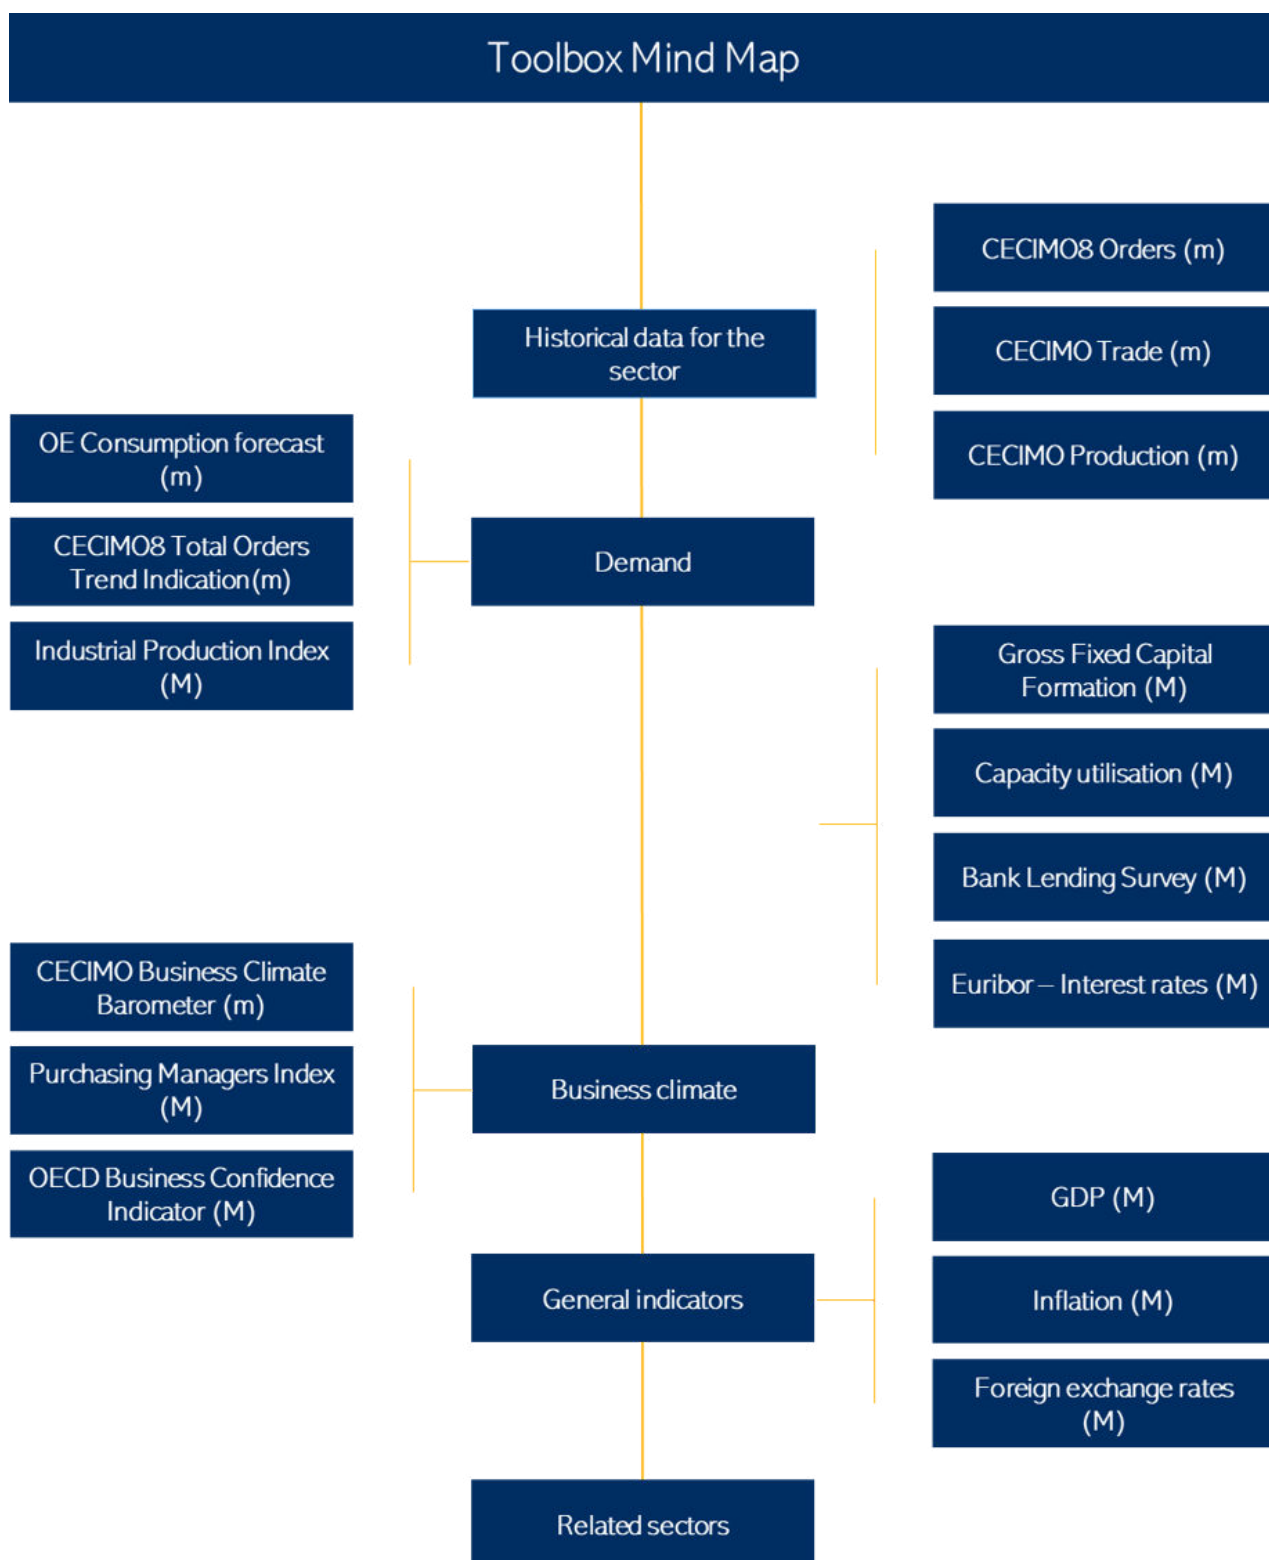 Toolbox Mind Map
CECIMO8 Orders (m)
Historical data for the
sector
CECIMO Trade (m)
CECIMO Production (m)
OE Consumption forecast
(m)
CECIMO8 Total Orders
Trend Indication (m)
Demand
Industrial Production Index
(M)
Gross Fixed Capital
Formation (M)
Capacity utilisation (M)
Bank Lending Survey (M)
Euribor – Interest rates (M)
CECIMO Business Climate
Barometer (m)
Purchasing Managers Index
(M)
Business climate
OECD Business Confidence
Indicator (M)
GDP (M)
General indicators
Inflation (M)
Foreign exchange rates
(M)
Related sectors